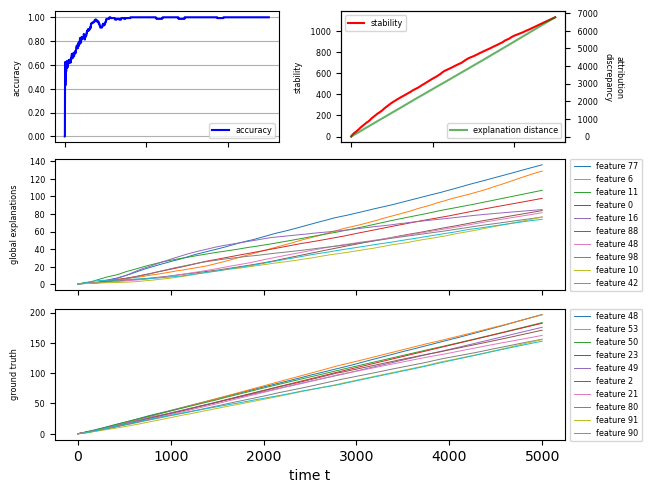 1.00
0.80
0.60
0.40
0.20
0.00
accuracy
accuracy
1000
800
600
400
200
0
stability
stability
explanation distance
7000
6000
5000
4000
3000
2000
1000
0
attribution
discrepancy
140
120
100
80
60
40
20
0
global explanations
feature 77
feature 6
feature 11
feature 0
feature 16
feature 88
feature 48
feature 98
feature 10
feature 42
200
150
100
50
0
ground truth
feature 48
feature 53
feature 50
feature 23
feature 49
feature 2
feature 21
feature 80
feature 91
feature 90
0 1000 2000 3000 4000 5000
time t